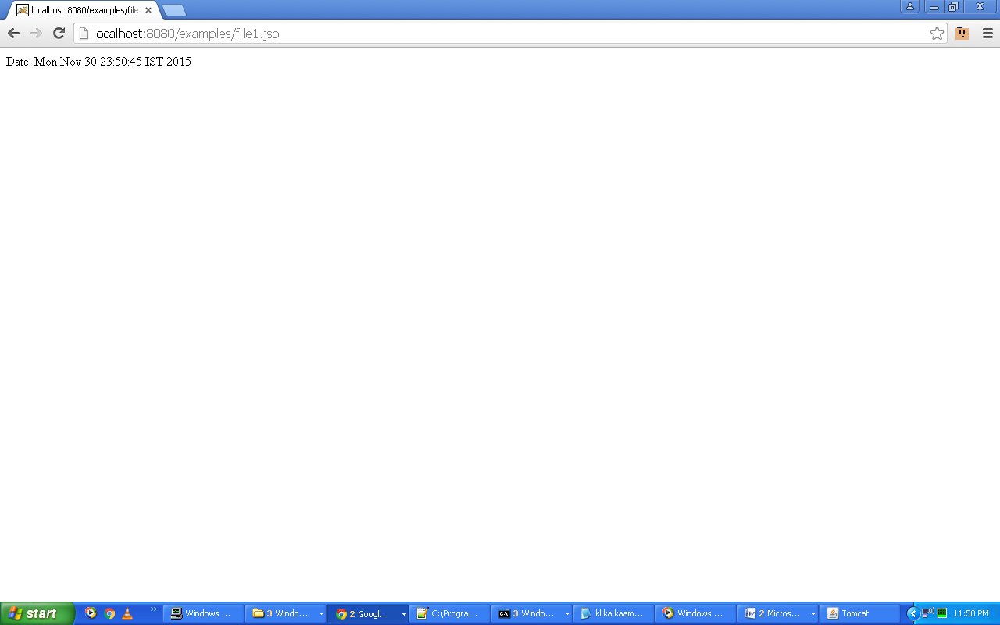 localhost:8080/examples/file
localhost:8080/examples/file1.jsp
Date: Mon Nov 30 23:50:45 IST 2015
start
Windows ...
3 Windo...
2 Googl...
C:\Progra...
3 Windo...
kl ka kaam...
Windows ...
2 Micros...
Tomcat
11:50 PM